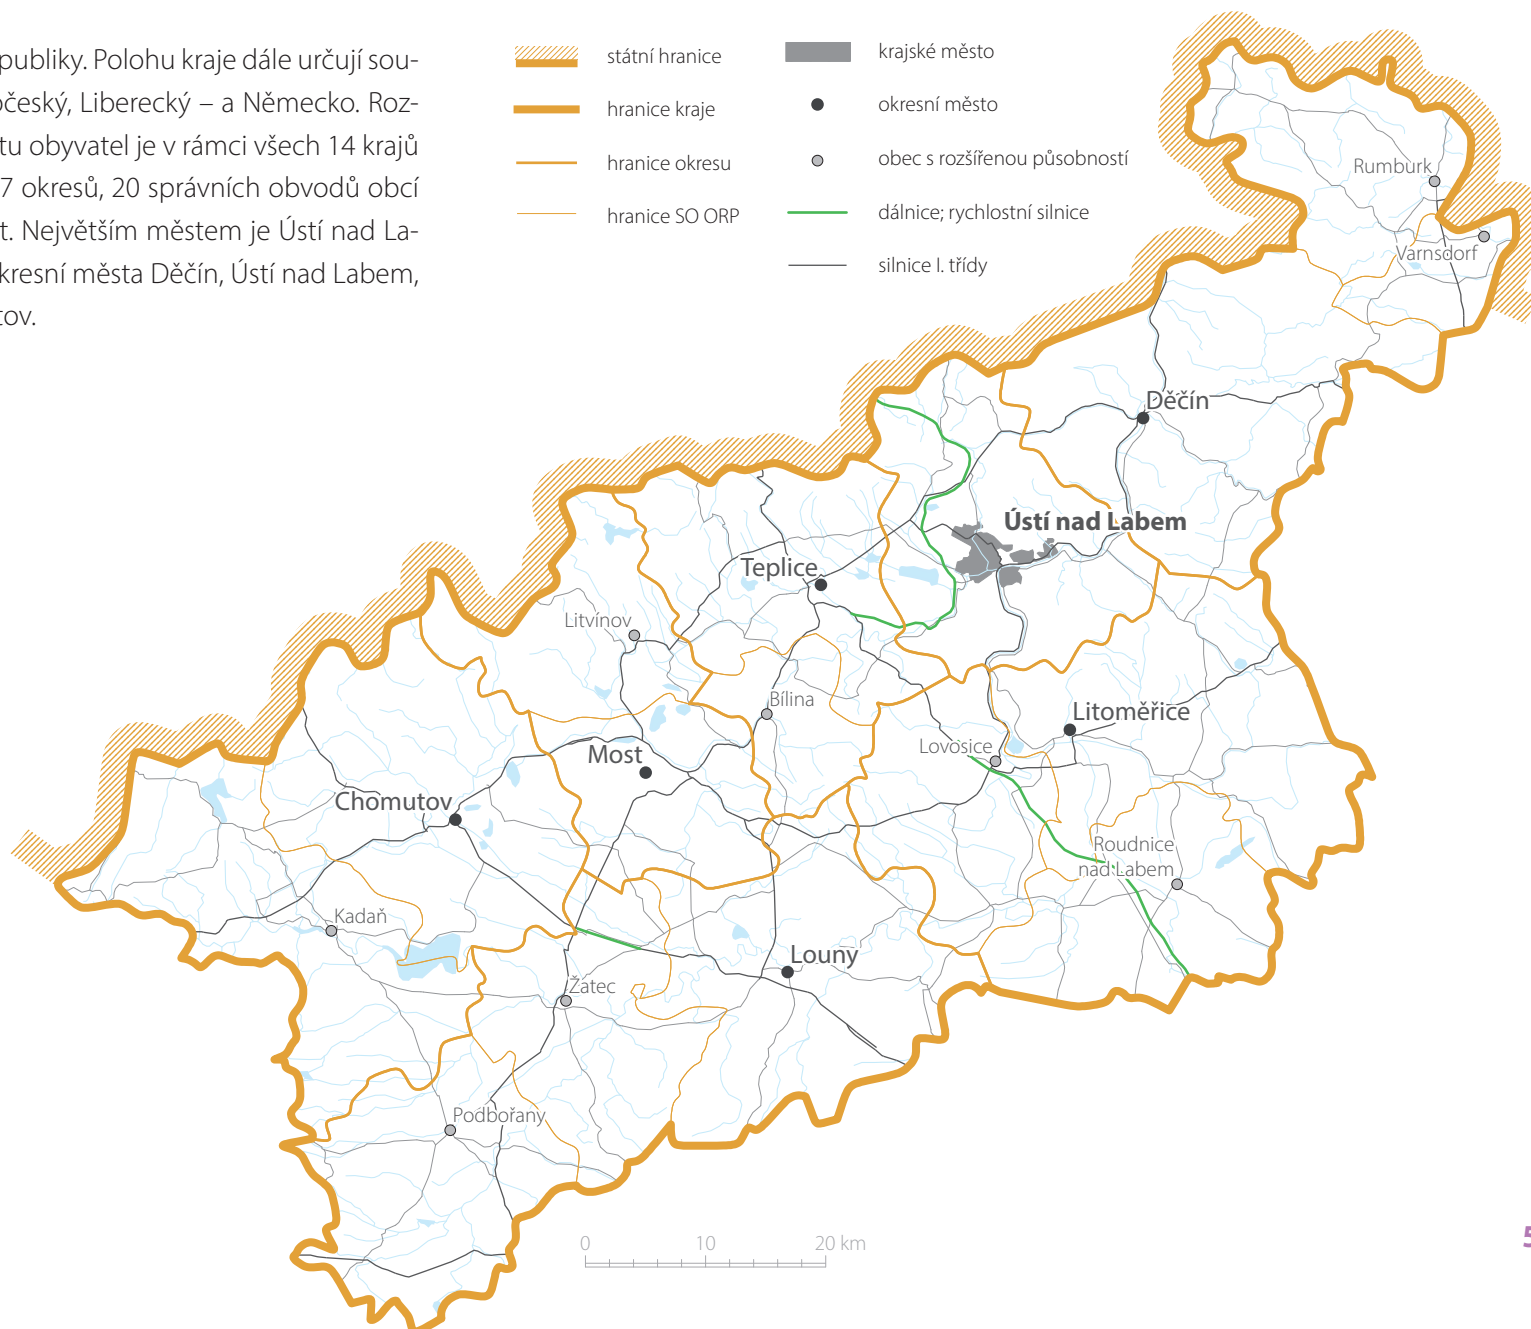 publiky. Polohu kraje dále určují sou-
očeský, Liberecký – a Německo. Roz-
tu obyvatel je v rámci všech 14 krajů
7 okresů, 20 správních obvodů obcí
t. Největším městem je Ústí nad La-
kresní města Děčín, Ústí nad Labem,
tov.
státní hranice
hranice kraje
hranice okresu
hranice SO ORP
krajské město
okresní město
obec s rozšířenou působností
dálnice; rychlostní silnice
silnice I. třídy
Rumburk
Varnsdorf
Děčín
Ústí nad Labem
Teplice
Litvínov
Bílina
Litoměřice
Lovosice
Most
Chomutov
Roudnice
nad Labem
Kadaň
Louny
Žatec
Podbořany
0 10 20 km
5